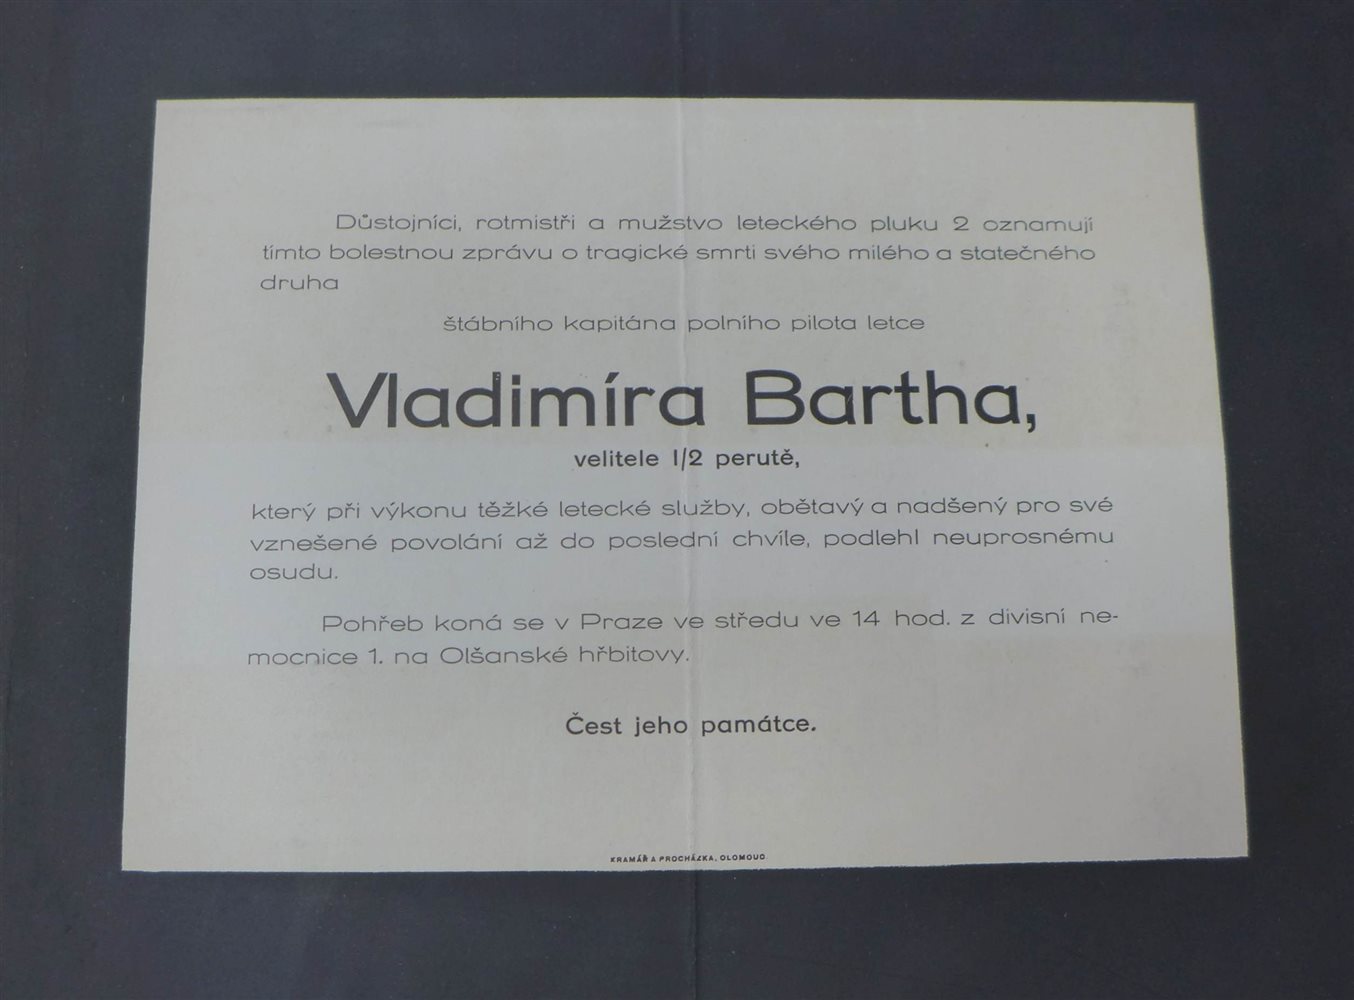 Důstojníci, rotmistři a mužstvo leteckého pluku 2 oznamují
tímto bolestnou zprávu o tragické smrti svého milého a statečného
druha
štábního kapitána polního pilota letce
Vladimíra Bartha,
velitele 1/2 perutě,
který při výkonu těžké letecké služby, obětavý a nadšený pro své
vznešené povolání až do poslední chvíle, podlehl neuprosnému
osudu.
Pohřeb koná se v Praze ve středu ve 14 hod. z divisní ne-
mocnice 1. na Olšanské hřbitovy.
Čest jeho památce.
KRAMÁŘ A PROCHÁZKA, OLOMOUC